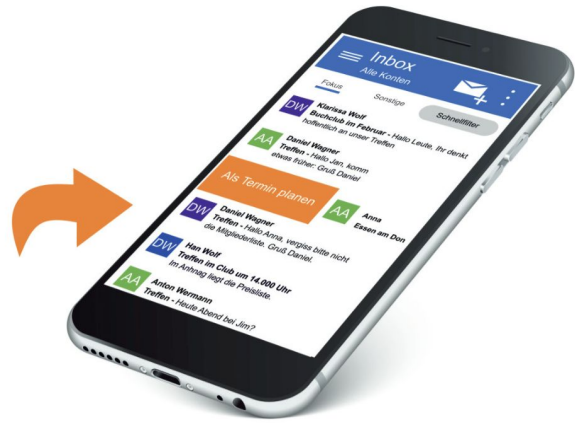 Inbox
Alle Konten
Fokus
Sonstige
Schnellfilter
DW
Klarissa Wolf
Buchclub im Februar - Hallo Leute. Ihr denkt
hoffentlich an unser Treffen
AA
Daniel Wagner
Treffen - Hallo Jan, komm
etwas früher: Gruß Daniel
Als Termin planen
AA
Anna
Essen am Don
DW
Daniel Wagner
Treffen - Hallo Anna, vergiss bitte nicht
die Mitgliederliste. Gruß Daniel.
DW
Han Wolf
Treffen im Club um 14.000 Uhr
Im Anhnag liegt die Preisliste.
AA
Anton Wermann
Treffen - Heute Abend bei Jim?